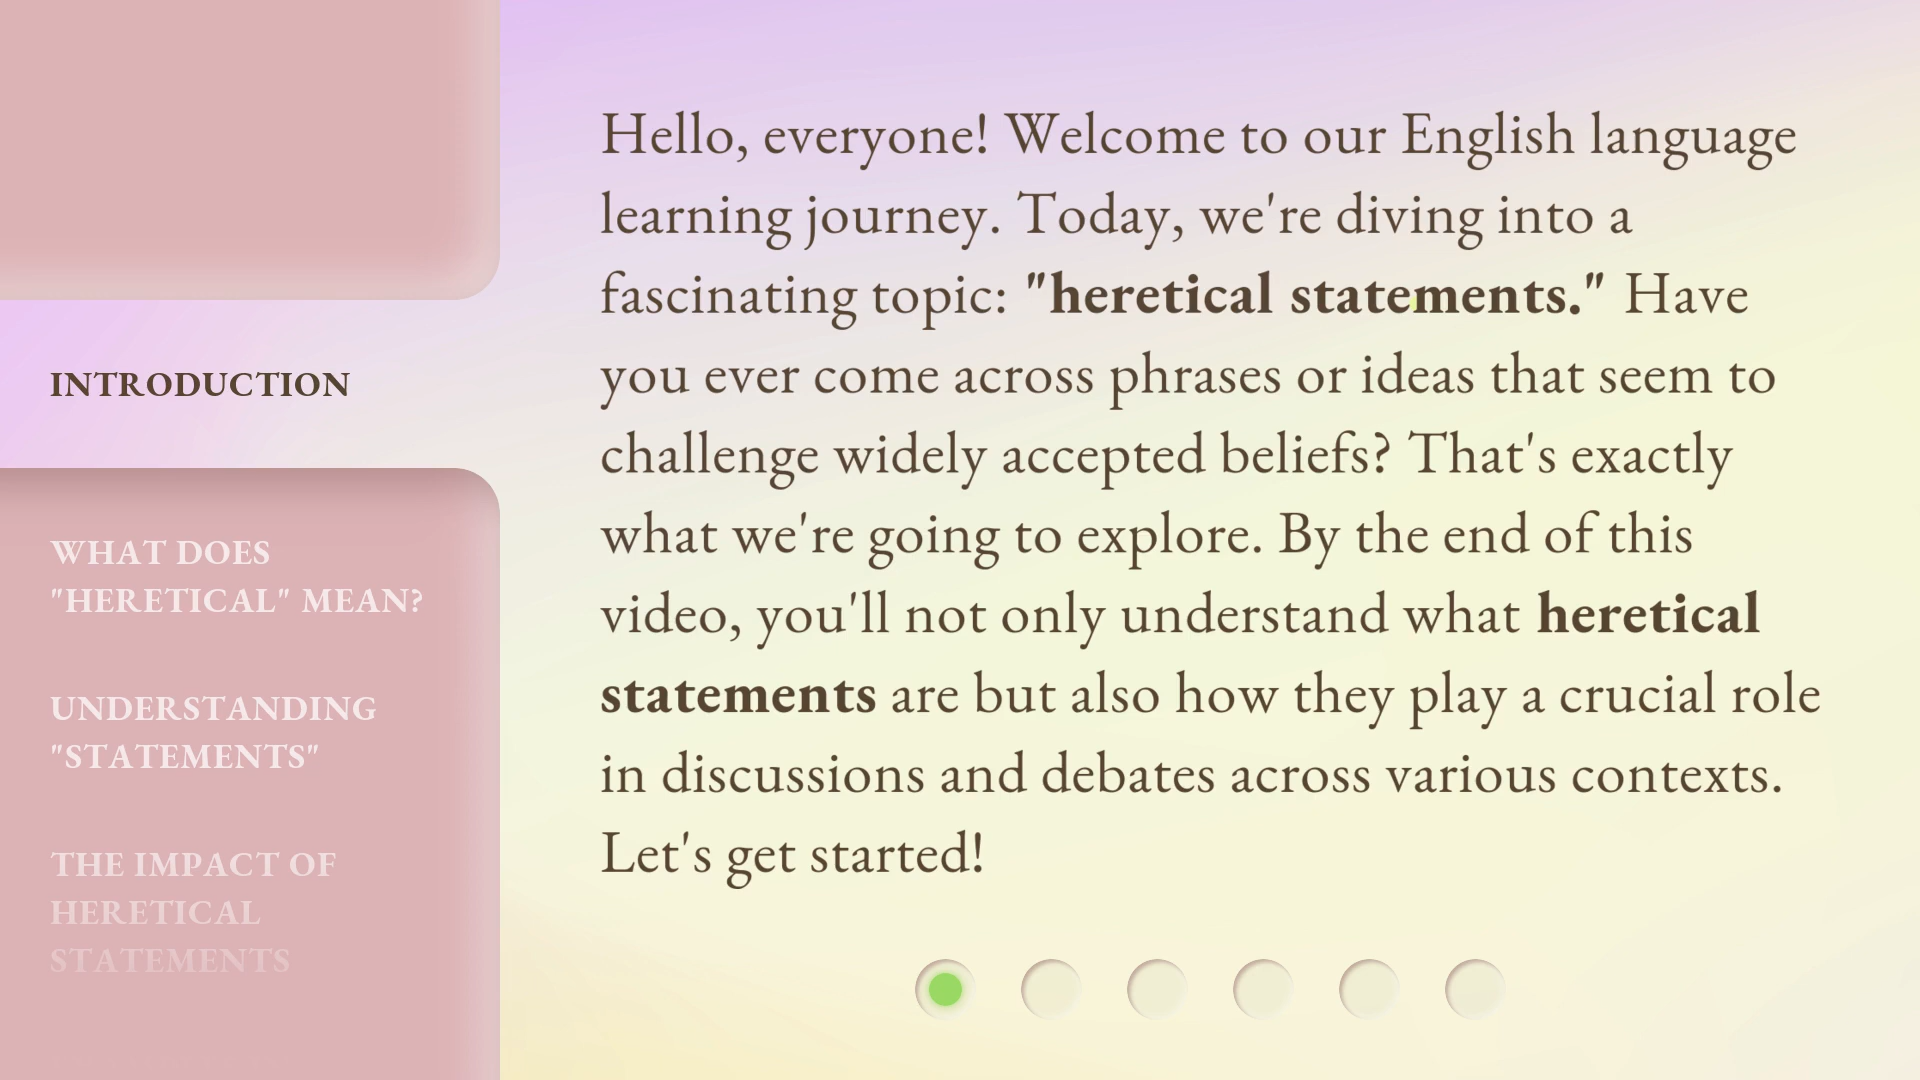 INTRODUCTION
WHAT DOES
"HERETICAL" MEAN?
UNDERSTANDING
"STATEMENTS"
THE IMPACT OF
HERETICAL
STATEMENTS
Hello, everyone! Welcome to our English language
learning journey. Today, we're diving into a
fascinating topic: "heretical statements." Have
you ever come across phrases or ideas that seem to
challenge widely accepted beliefs? That's exactly
what we're going to explore. By the end of this
video, you'll not only understand what heretical
statements are but also how they play a crucial role
in discussions and debates across various contexts.
Let's get started!